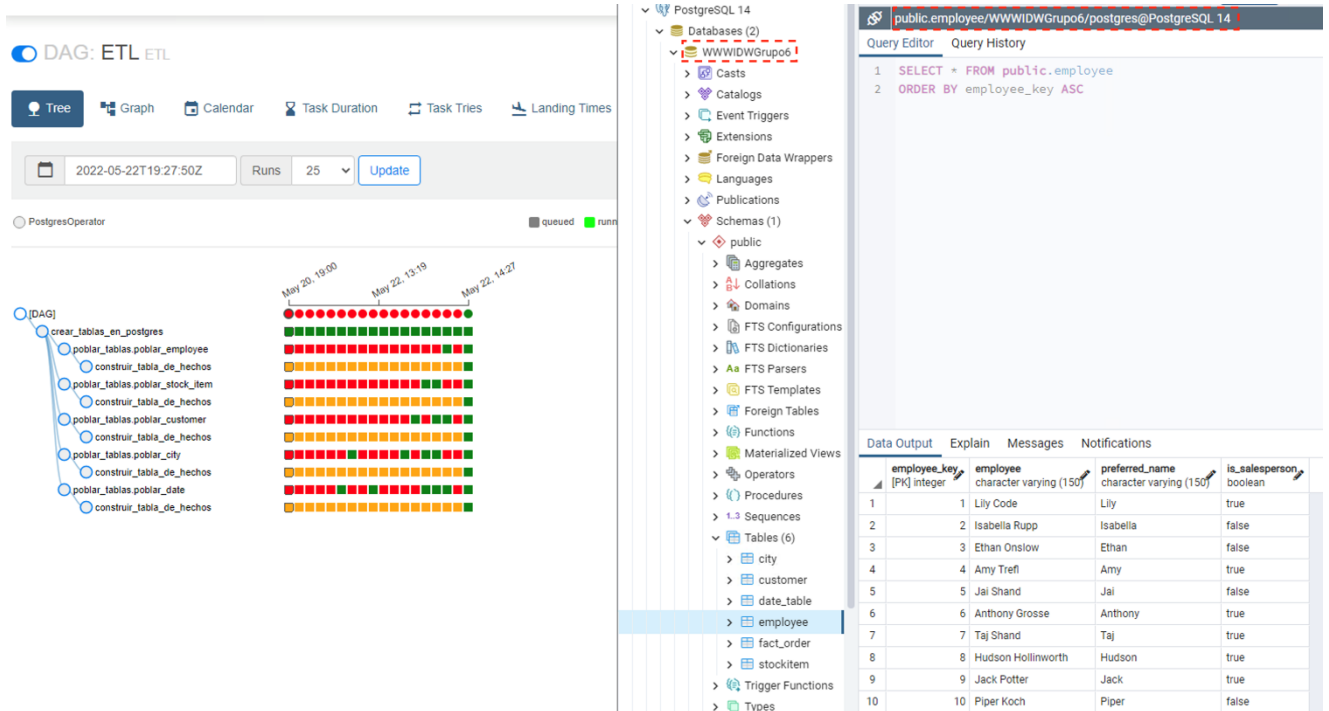 DAG: ETL ETL
Tree
Graph
Calendar
Task Duration
Task Tries
Landing Times
2022-05-22T19:27:50Z
Runs
25
Update
PostgresOperator
queued
runn
May 20, 19:00
May 22, 13:19
May 22, 14:27
[DAG]
crear_tablas_en_postgres
poblar_tablas.poblar_employee
construir_tabla_de_hechos
poblar_tablas.poblar_stock_item
construir_tabla_de_hechos
poblar_tablas.poblar_customer
construir_tabla_de_hechos
poblar_tablas.poblar_city
construir_tabla_de_hechos
poblar_tablas.poblar_date
construir_tabla_de_hechos
PostgreSQL 14
Databases (2)
WWWIDWGrupo6
Casts
Catalogs
Event Triggers
Extensions
Foreign Data Wrappers
Languages
Publications
Schemas (1)
public
Aggregates
Collations
Domains
FTS Configurations
FTS Dictionaries
Aa FTS Parsers
FTS Templates
Foreign Tables
Functions
Materialized Views
Operators
Procedures
1..3 Sequences
Tables (6)
city
customer
date_table
employee
fact_order
stockitem
Trigger Functions
Types
public.employee/WWWIDWGrupo6/postgres@PostgreSQL 14
Query Editor Query History
1 SELECT * FROM public.employee
2 ORDER BY employee_key ASC
Data Output Explain Messages Notifications
employee_key employee preferred_name is_salesperson
[PK] integer character varying (150) character varying (150) boolean
1 1 Lily Code Lily true
2 2 Isabella Rupp Isabella false
3 3 Ethan Onslow Ethan false
4 4 Amy Trefl Amy true
5 5 Jai Shand Jai false
6 6 Anthony Grosse Anthony true
7 7 Taj Shand Taj true
8 8 Hudson Hollinworth Hudson true
9 9 Jack Potter Jack true
10 10 Piper Koch Piper false